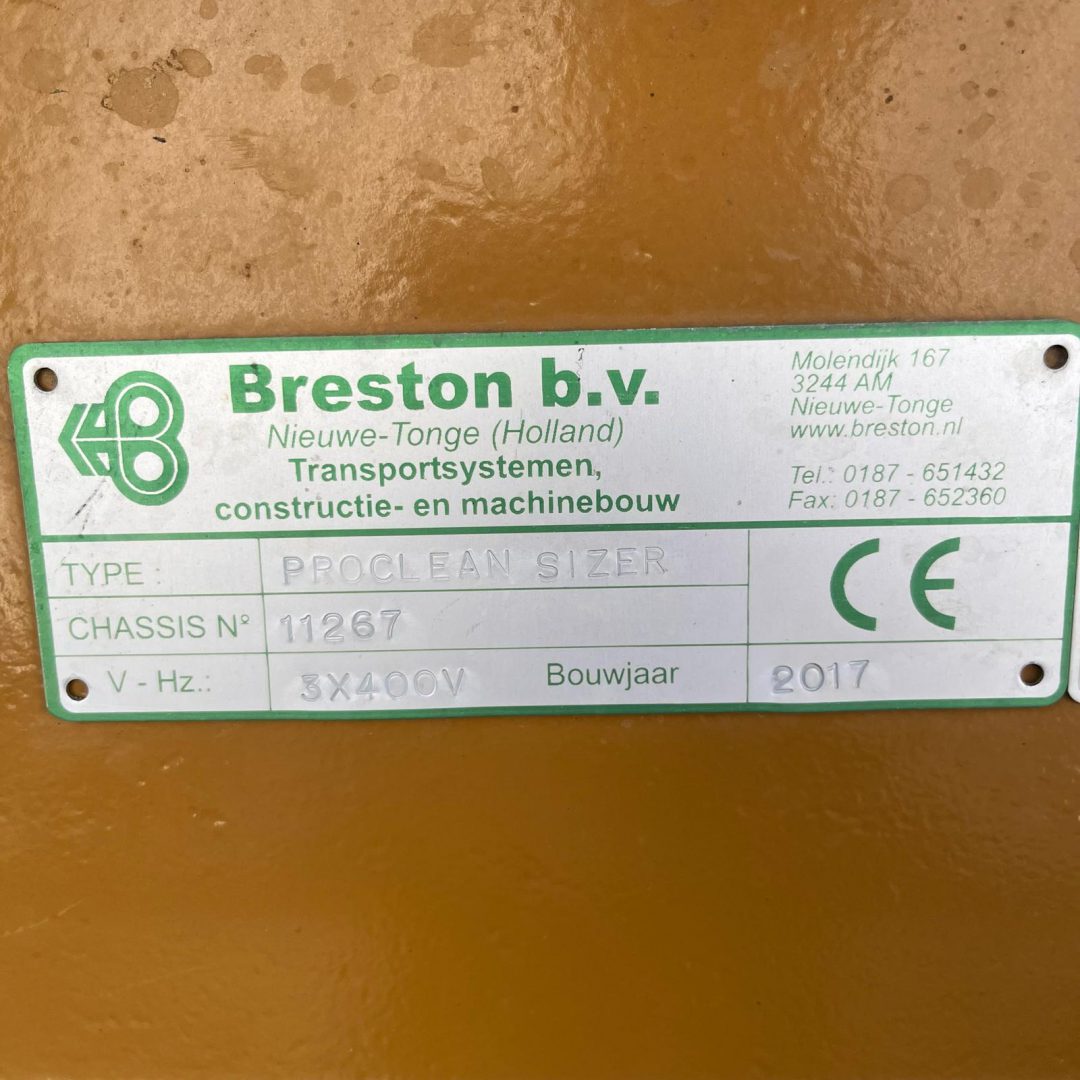 Breston b.v.
Nieuwe-Tonge (Holland)
Transportsystemen,
constructie- en machinebouw
Molendijk 167
3244 AM
Nieuwe-Tonge
www.breston.nl
Tel.: 0187 - 651432
Fax: 0187 - 652360
TYPE : PROCLEAN SIZER
CHASSIS Nº 11267
V - Hz.: 3X400V Bouwjaar 2017
CE